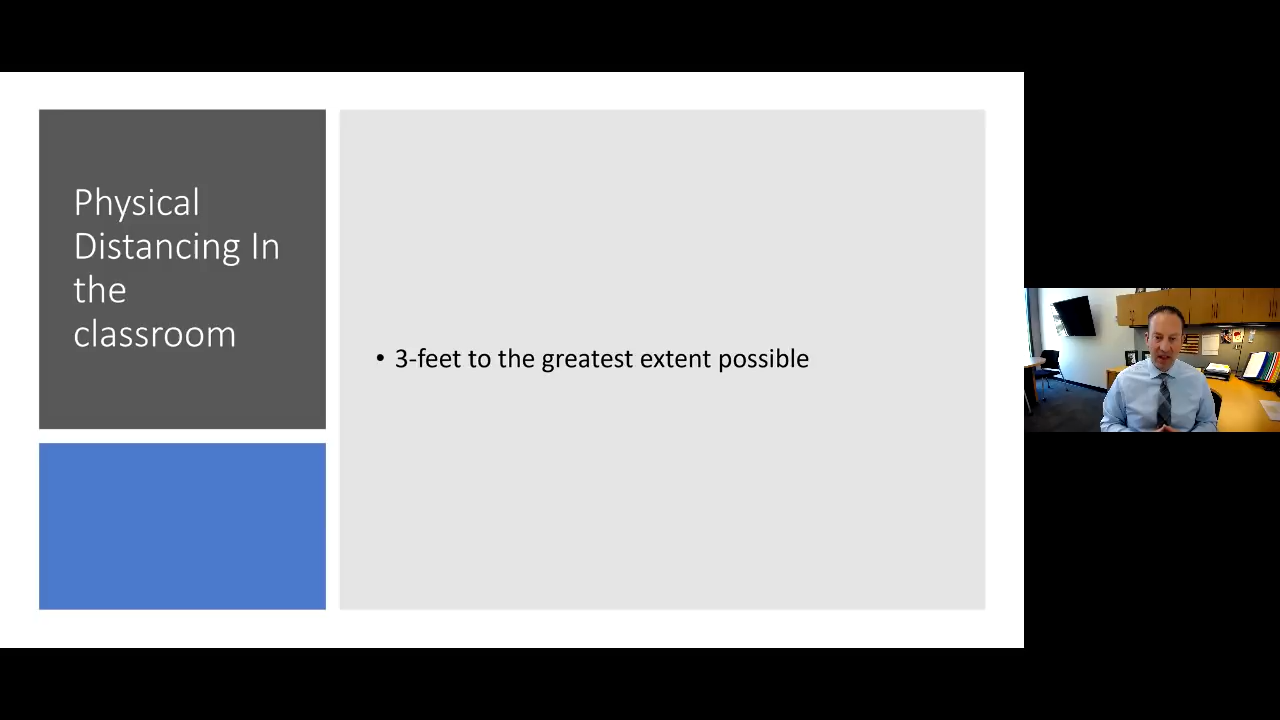 Physical
Distancing In
the
classroom
• 3-feet to the greatest extent possible